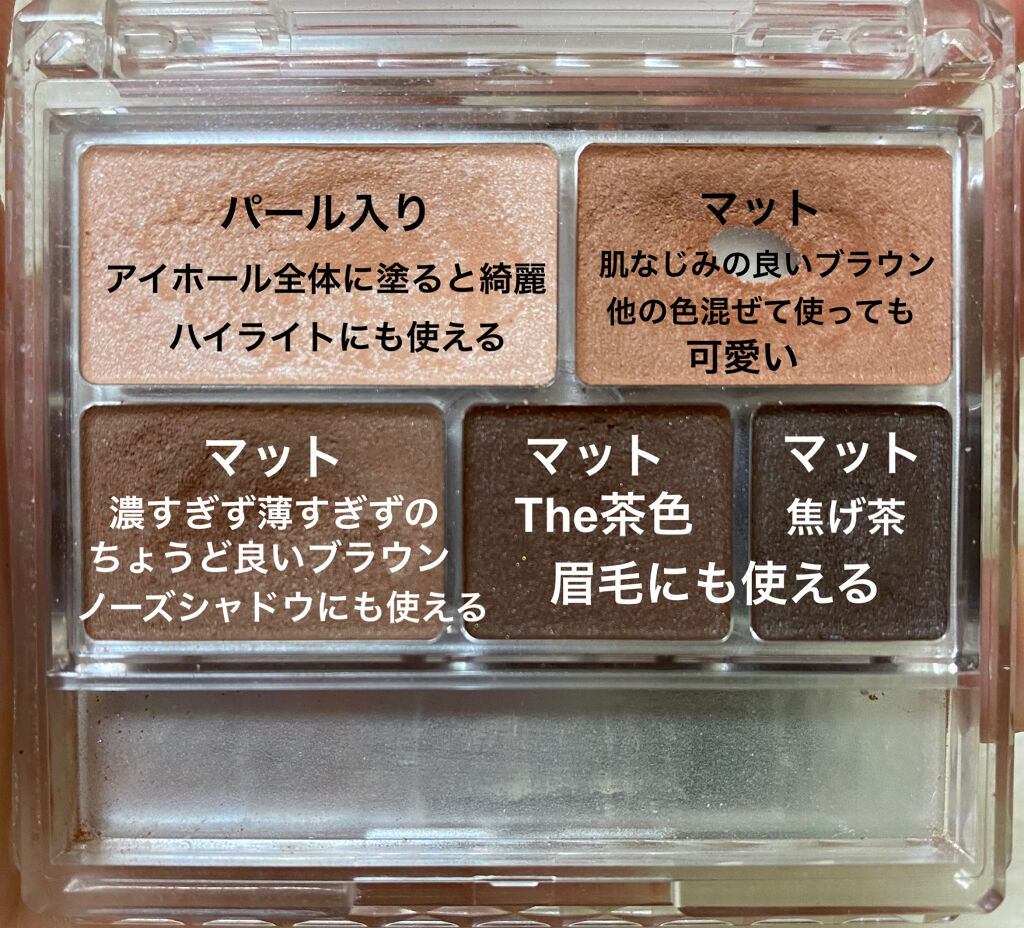 パール入り
アイホール全体に塗ると綺麗
ハイライトにも使える
マット
肌なじみの良いブラウン
他の色混ぜて使っても
可愛い
マット
濃すぎず薄すぎずの
ちょうど良いブラウン
ノーズシャドウにも使える
マット
The茶色
マット
焦げ茶
眉毛にも使える